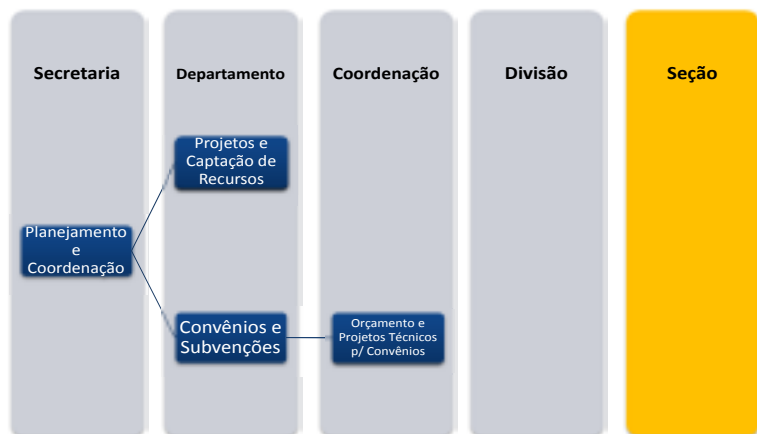 Secretaria
Departamento
Coordenação
Divisão
Seção
Projetos e
Captação de
Recursos
Planejamento
e
Coordenação
Convênios e
Subvenções
Orçamento e
Projetos Técnicos
p/ Convênios